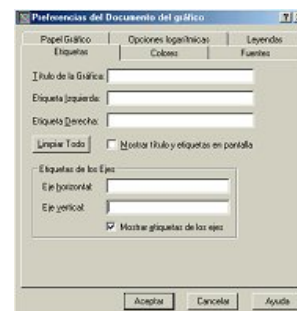 Preferencias del Documento del gráfico
Papel Gráfico Opciones logarítmicas Leyendas
Etiquetas Colores Fuentes
Título de la Gráfica:
Etiqueta Izquierda:
Etiqueta Derecha:
Limpiar Todo Mostrar título y etiquetas en pantalla
Etiquetas de los Ejes
Eje horizontal:
Eje vertical:
Mostrar etiquetas de los ejes
Aceptar Cancelar Ayuda